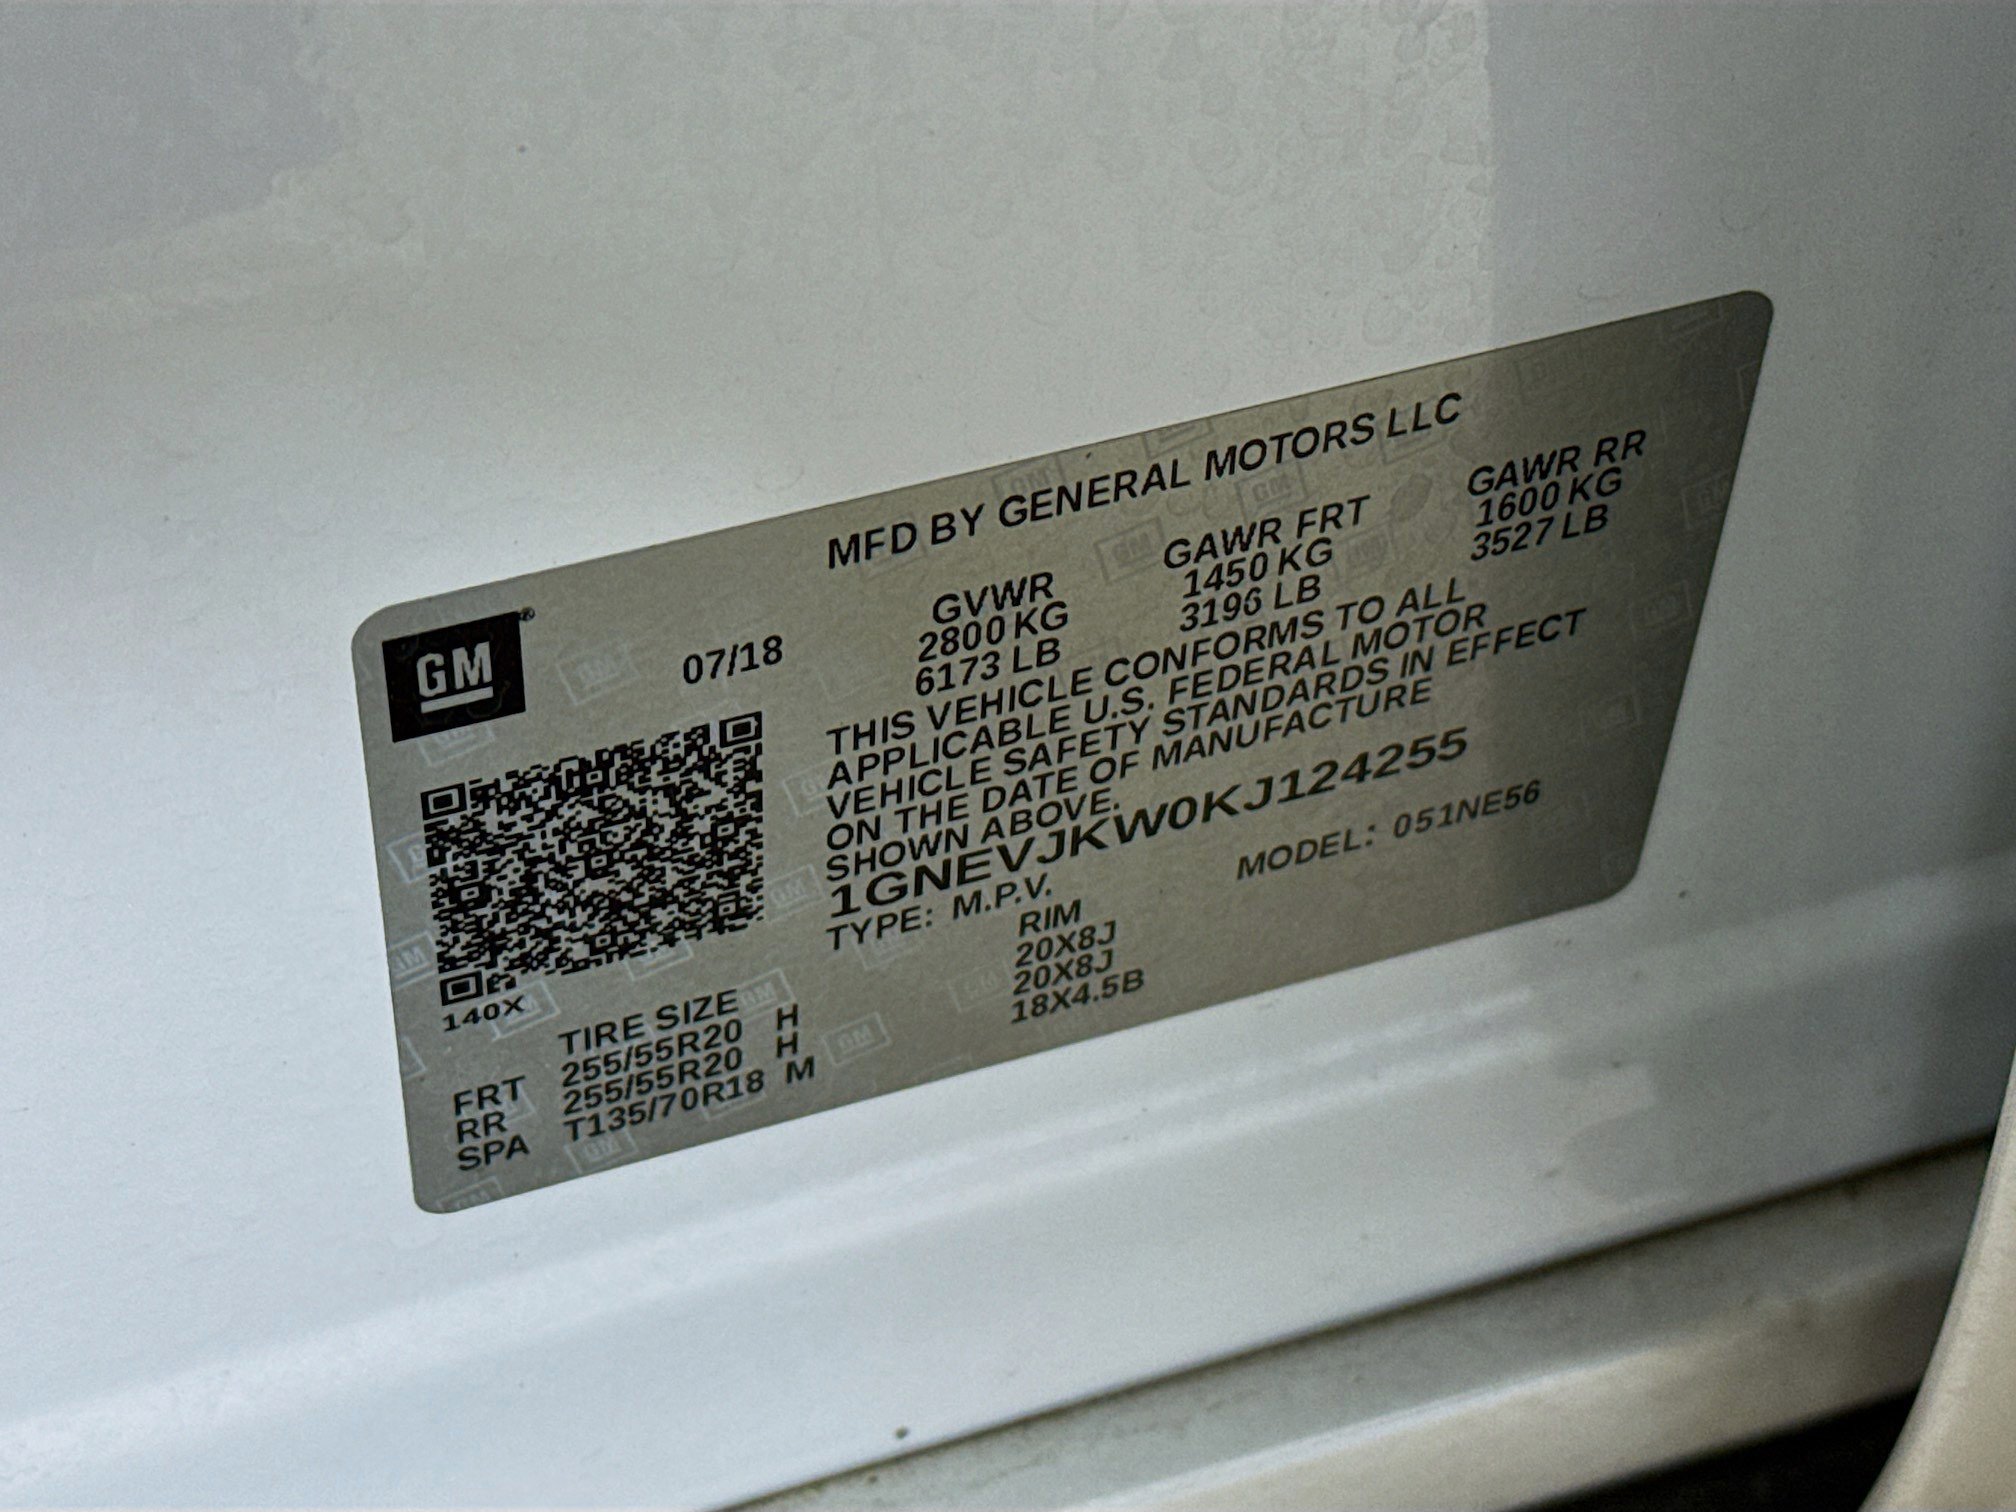 MFD BY GENERAL MOTORS LLC
GM®
07/18
GVWR GAWR FRT GAWR RR
2800 KG 1450 KG 1600 KG
6173 LB 3196 LB 3527 LB
THIS VEHICLE CONFORMS TO ALL
APPLICABLE U.S. FEDERAL MOTOR
VEHICLE SAFETY STANDARDS IN EFFECT
ON THE DATE OF MANUFACTURE
SHOWN ABOVE.
1GNEVJKW0KJ124255
TYPE: M.P.V. MODEL: 051NE56
140X
TIRE SIZE RIM
FRT 255/55R20 H 20X8J
RR 255/55R20 H 20X8J
SPA T135/70R18 M 18X4.5B